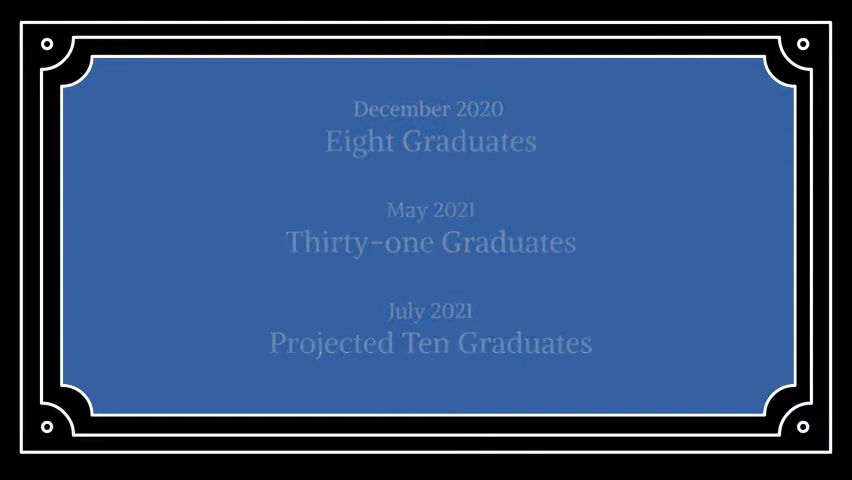 December 2020
Eight Graduates
May 2021
Thirty-one Graduates
July 2021
Projected Ten Graduates